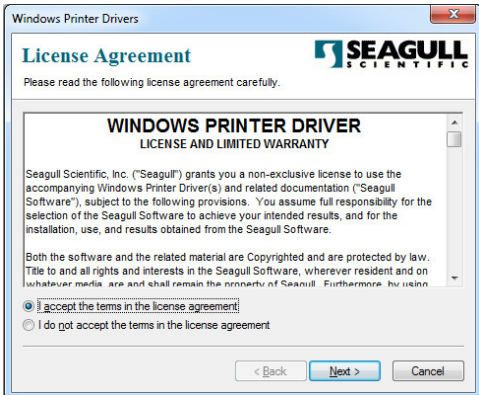 Windows Printer Drivers
License Agreement
SEAGULL
SCIENTIFIC
Please read the following license agreement carefully.
WINDOWS PRINTER DRIVER
LICENSE AND LIMITED WARRANTY
Seagull Scientific, Inc. ("Seagull") grants you a non-exclusive license to use the
accompanying Windows Printer Driver(s) and related documentation ("Seagull
Software"), subject to the following provisions. You assume full responsibility for the
selection of the Seagull Software to achieve your intended results, and for the
installation, use, and results obtained from the Seagull Software.
Both the software and the related material are Copyrighted and are protected by law.
Title to and all rights and interests in the Seagull Software, wherever resident and on
whatever media, are and shall remain the property of Seagull. Furthermore, by using
I accept the terms in the license agreement
I do not accept the terms in the license agreement
< Back
Next >
Cancel